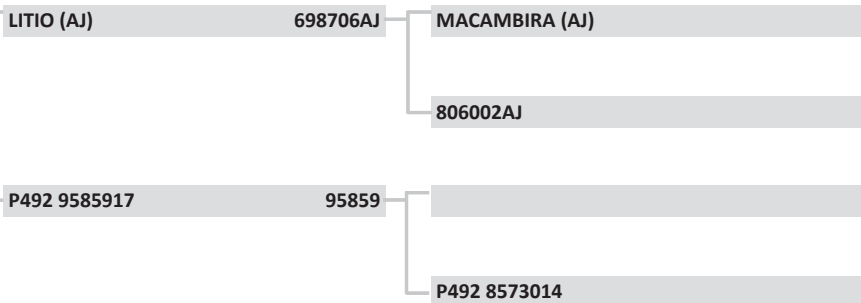 LITIO (AJ) 698706AJ MACAMBIRA (AJ)
806002AJ
P492 9585917 95859
P492 8573014